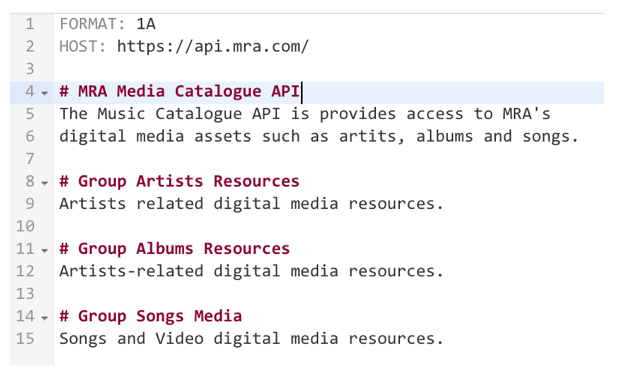 1 FORMAT: 1A
2 HOST: https://api.mra.com/
3
4 # MRA Media Catalogue API
5 The Music Catalogue API is provides access to MRA's
6 digital media assets such as artits, albums and songs.
7
8 # Group Artists Resources
9 Artists related digital media resources.
10
11 # Group Albums Resources
12 Artists-related digital media resources.
13
14 # Group Songs Media
15 Songs and Video digital media resources.